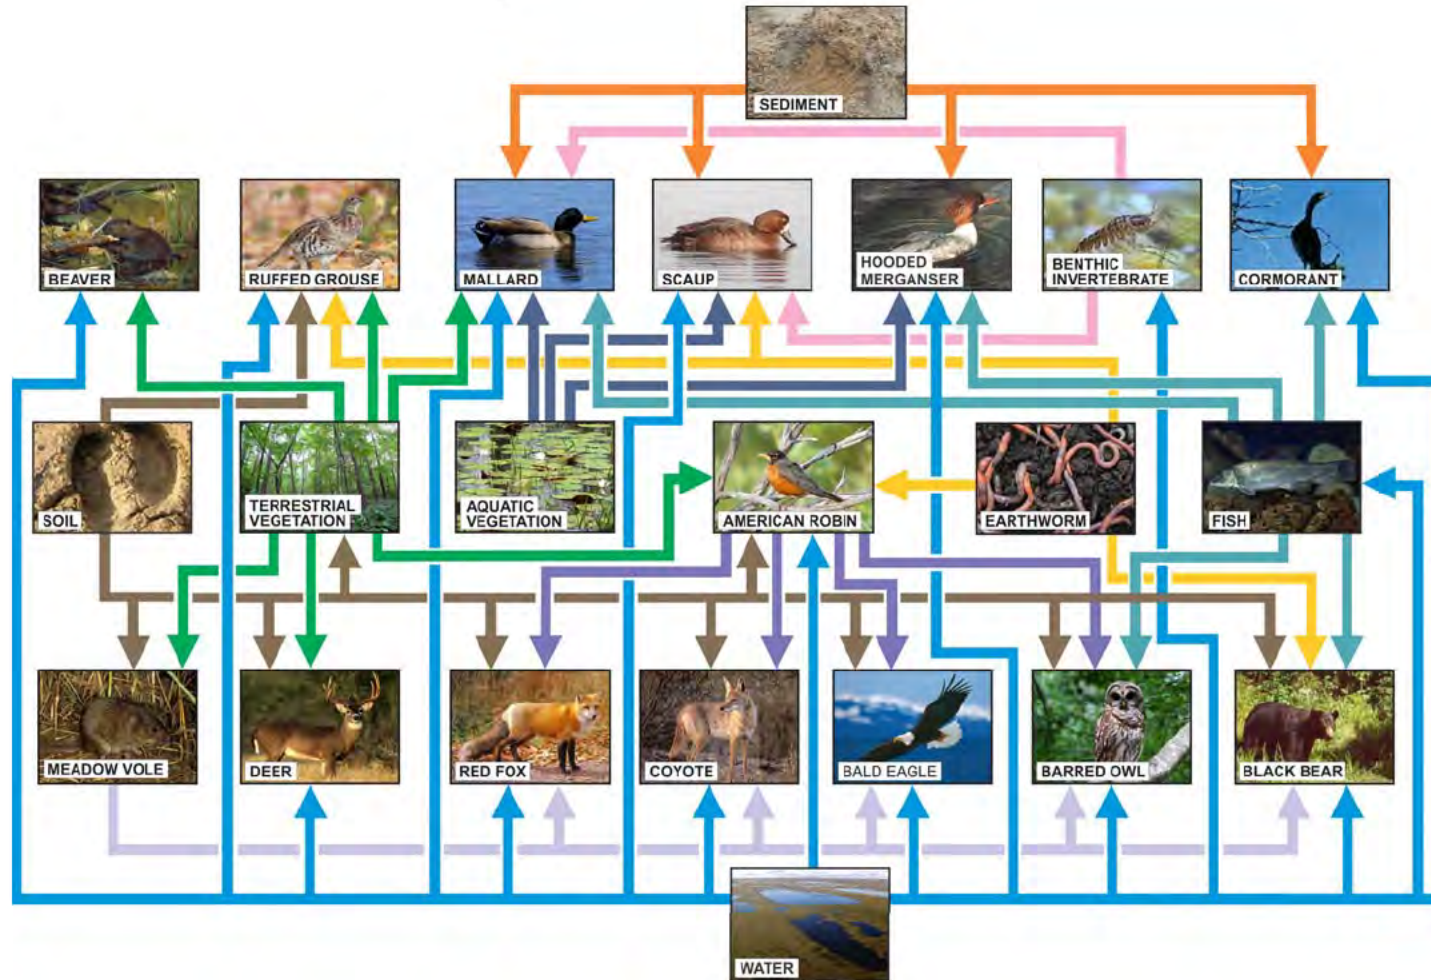 SEDIMENT
BEAVER
RUFFED GROUSE
MALLARD
SCAUP
HOODED
MERGANSER
BENTHIC
INVERTEBRATE
CORMORANT
SOIL
TERRESTRIAL
VEGETATION
AQUATIC
VEGETATION
AMERICAN ROBIN
EARTHWORM
FISH
MEADOW VOLE
DEER
RED FOX
COYOTE
BALD EAGLE
BARRED OWL
BLACK BEAR
WATER